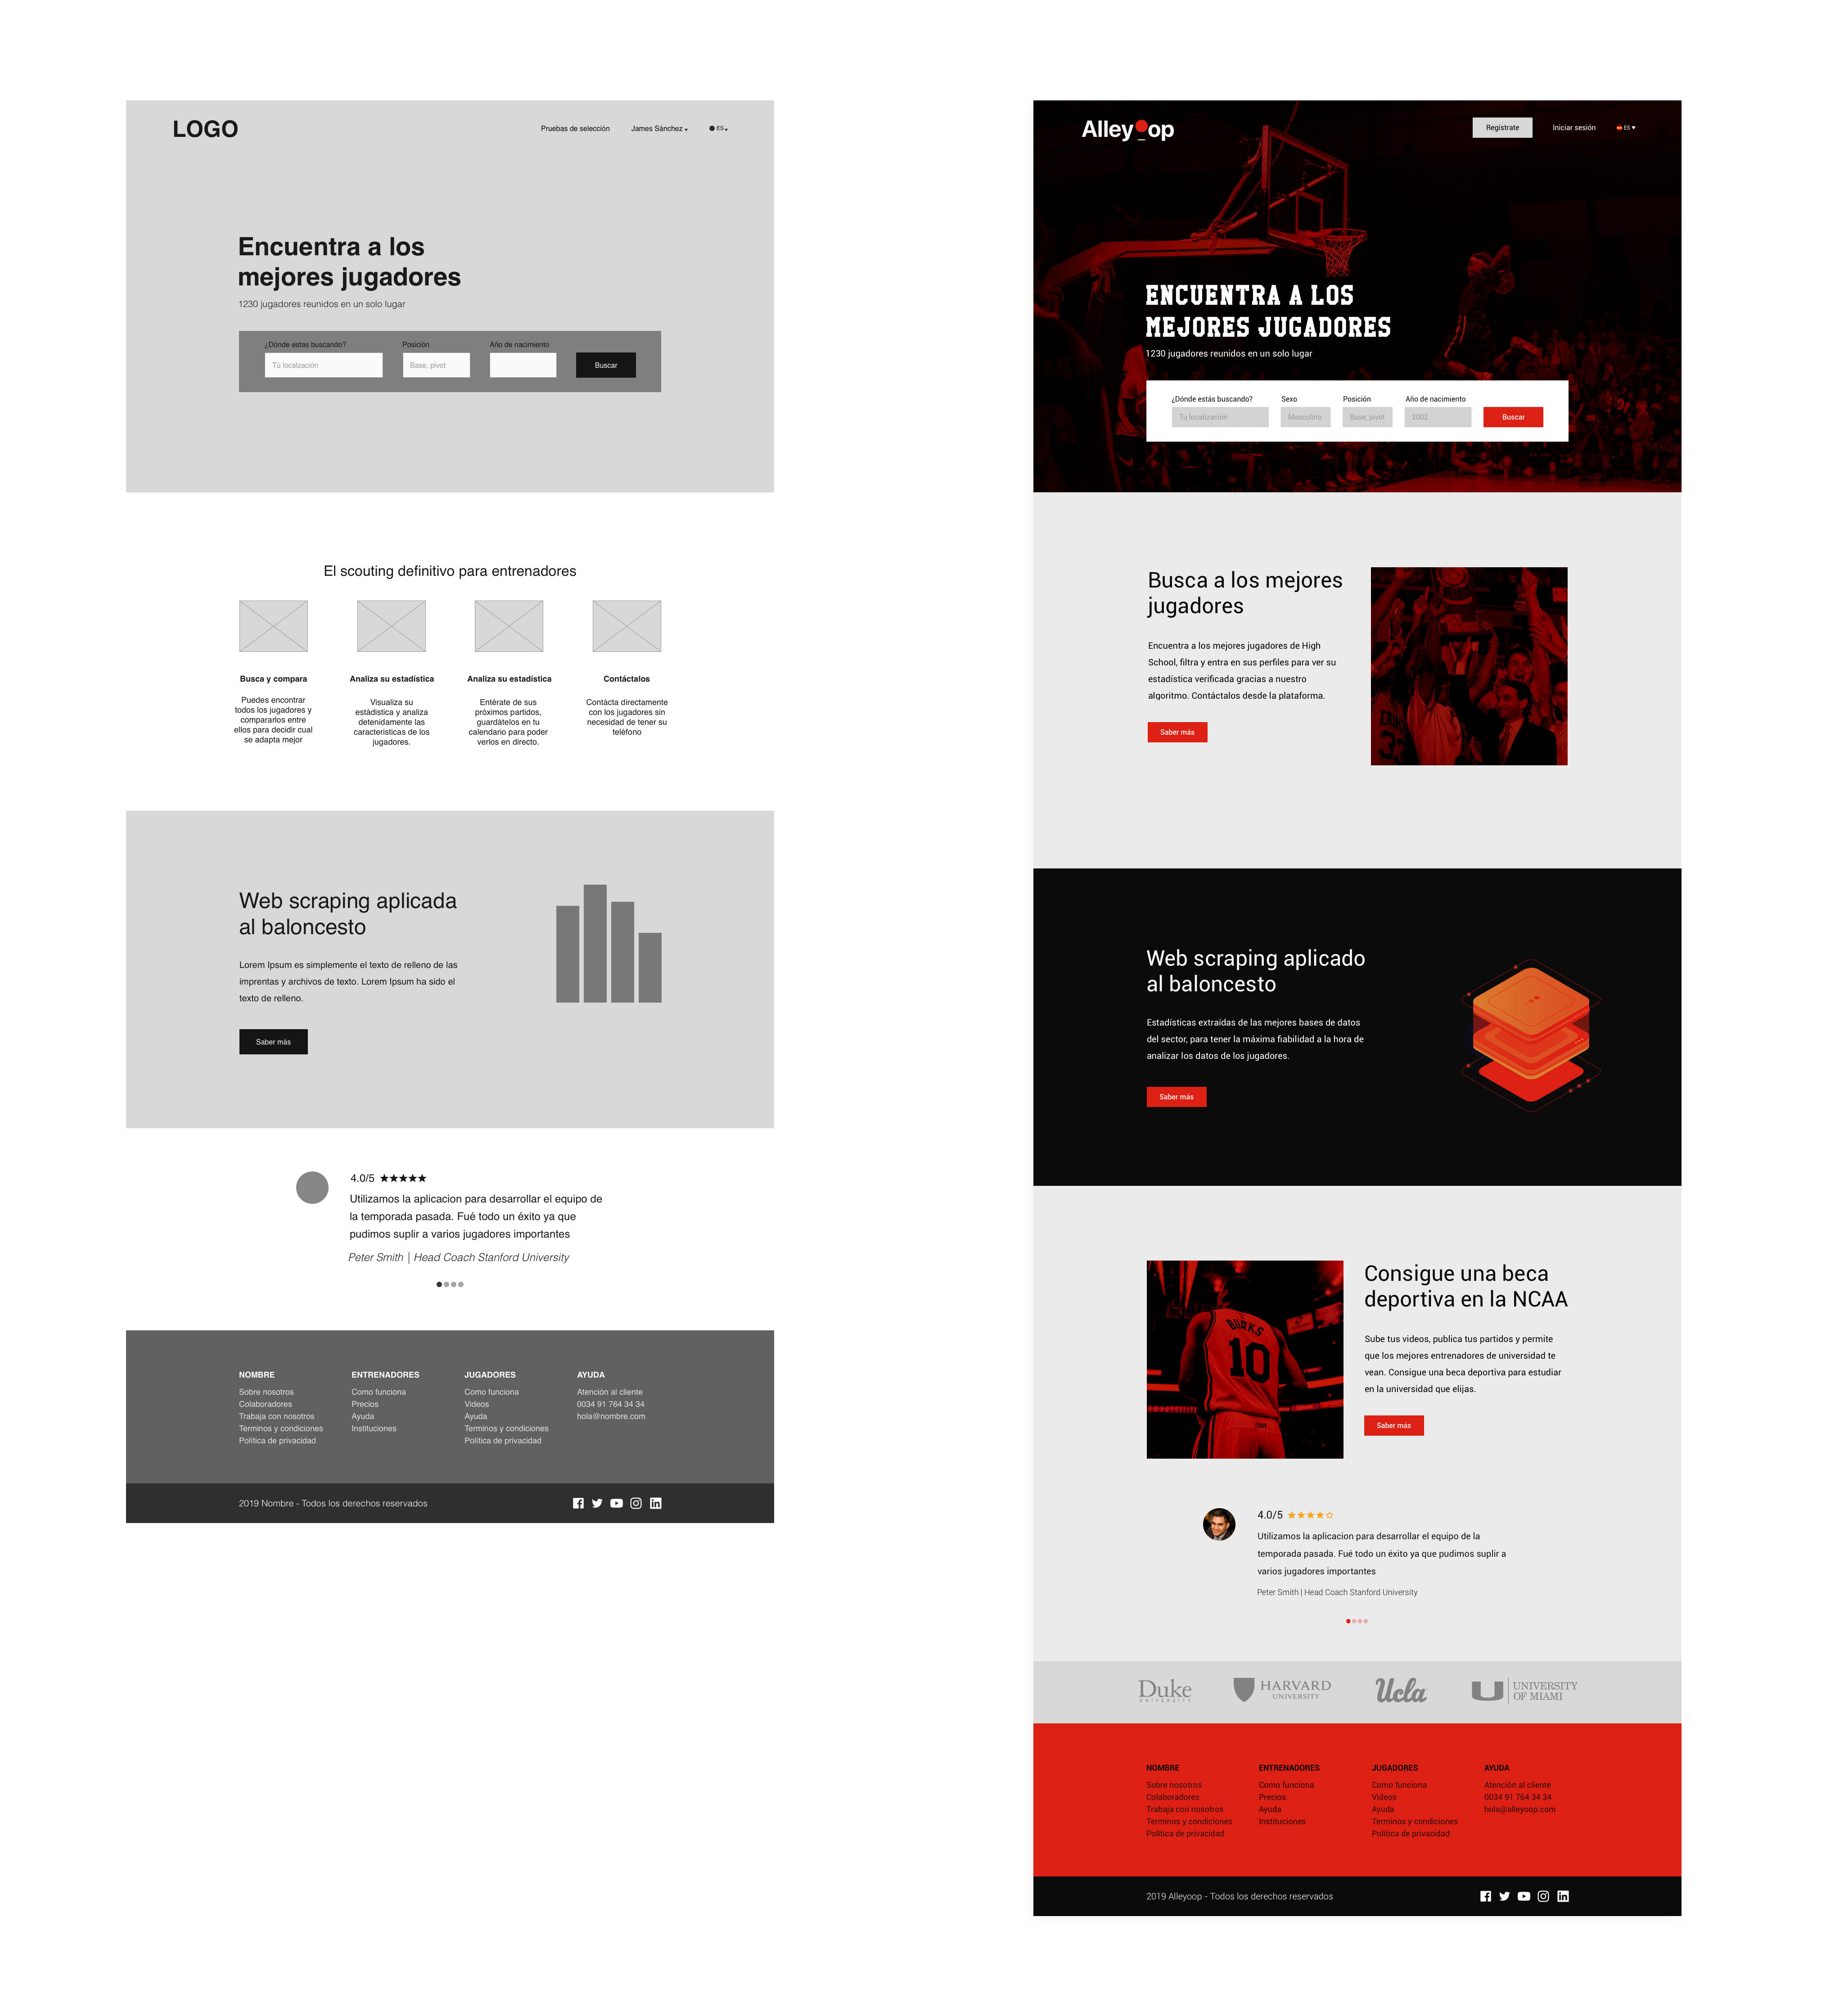 LOGO
Pruebas de selección
James Sánchez
ES
Encuentra a los
mejores jugadores
1230 jugadores reunidos en un solo lugar
¿Dónde estas buscando?
Posición
Año de nacimiento
Tú localzación
Base, pivot
Buscar
El scouting definitivo para entrenadores
Busca y compara
Puedes encontrar
todos los jugadores y
compararlos entre
ellos para decidir cual
se adapta mejor
Analiza su estadística
Visualiza su
estádistica y analiza
detenidamente las
caracteristicas de los
jugadores.
Analiza su estadística
Entérate de sus
próximos partidos,
guardátelos en tu
calendario para poder
verlos en directo.
Contáctalos
Contácta directamente
con los jugadores sin
necesidad de tener su
teléfono
Web scraping aplicada
al baloncesto
Lorem Ipsum es simplemente el texto de relleno de las
imprentas y archivos de texto. Lorem Ipsum ha sido el
texto de relleno.
Saber más
4.0/5
Utilizamos la aplicacion para desarrollar el equipo de
la temporada pasada. Fué todo un éxito ya que
pudimos suplir a varios jugadores importantes
Peter Smith | Head Coach Stanford University
NOMBRE
Sobre nosotros
Colaboradores
Trabaja con nosotros
Terminos y condiciones
Política de privacidad
ENTRENADORES
Como funciona
Precios
Ayuda
Instituciones
JUGADORES
Como funciona
Videos
Ayuda
Terminos y condiciones
Política de privacidad
AYUDA
Atención al cliente
0034 91 764 34 34
hola@nombre.com
2019 Nombre - Todos los derechos reservados
Alley op
Regístrate
Iniciar sesión
ES
ENCUENTRA A LOS
MEJORES JUGADORES
1230 jugadores reunidos en un solo lugar
¿Dónde estás buscando?
Sexo
Posición
Año de nacimiento
Tu localización
Masculino
Base, pivot
2002
Buscar
Busca a los mejores
jugadores
Encuentra a los mejores jugadores de High
School, filtra y entra en sus perfiles para ver su
estadística verificada gracias a nuestro
algoritmo. Contáctalos desde la plataforma.
Saber más
Web scraping aplicado
al baloncesto
Estadísticas extraídas de las mejores bases de datos
del sector, para tener la máxima fiabilidad a la hora de
analizar los datos de los jugadores.
Saber más
BURKS
10
Consigue una beca
deportiva en la NCAA
Sube tus videos, publica tus partidos y permite
que los mejores entrenadores de universidad te
vean. Consigue una beca deportiva para estudiar
en la universidad que elijas.
Saber más
4.0/5
Utilizamos la aplicacion para desarrollar el equipo de la
temporada pasada. Fué todo un éxito ya que pudimos suplir a
varios jugadores importantes
Peter Smith | Head Coach Stanford University
Duke
UNIVERSITY
HARVARD
UNIVERSITY
Ucla
UNIVERSITY
OF MIAMI
NOMBRE
Sobre nosotros
Colaboradores
Trabaja con nosotros
Terminos y condiciones
Política de privacidad
ENTRENADORES
Como funciona
Precios
Ayuda
Instituciones
JUGADORES
Como funciona
Videos
Ayuda
Terminos y condiciones
Política de privacidad
AYUDA
Atención al cliente
0034 91 764 34 34
hola@alleyoop.com
2019 Alleyoop - Todos los derechos reservados